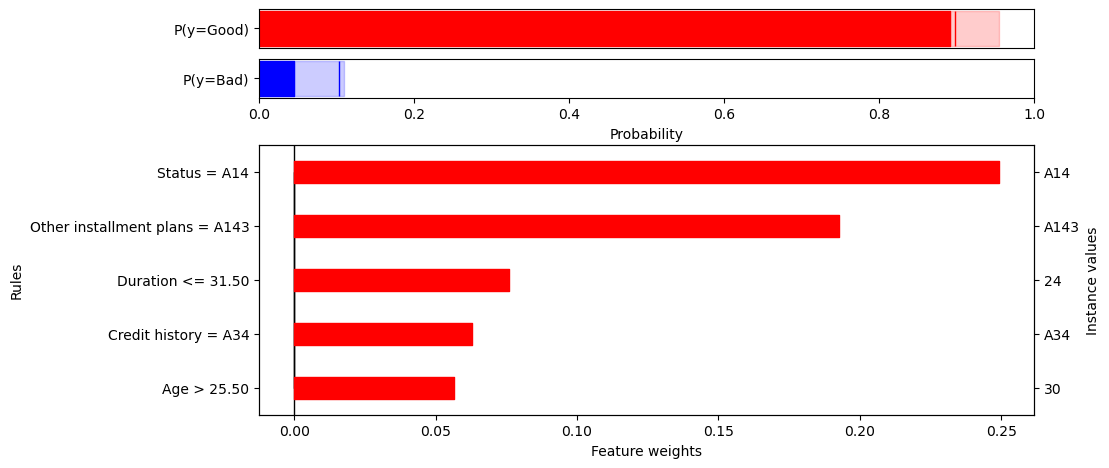 P(y=Good)
P(y=Bad)
0.0 0.2 0.4 0.6 0.8 1.0
Probability
Rules
Status = A14 A14
Other installment plans = A143 A143
Duration <= 31.50 24
Credit history = A34 A34
Age > 25.50 30
Instance values
0.00 0.05 0.10 0.15 0.20 0.25
Feature weights